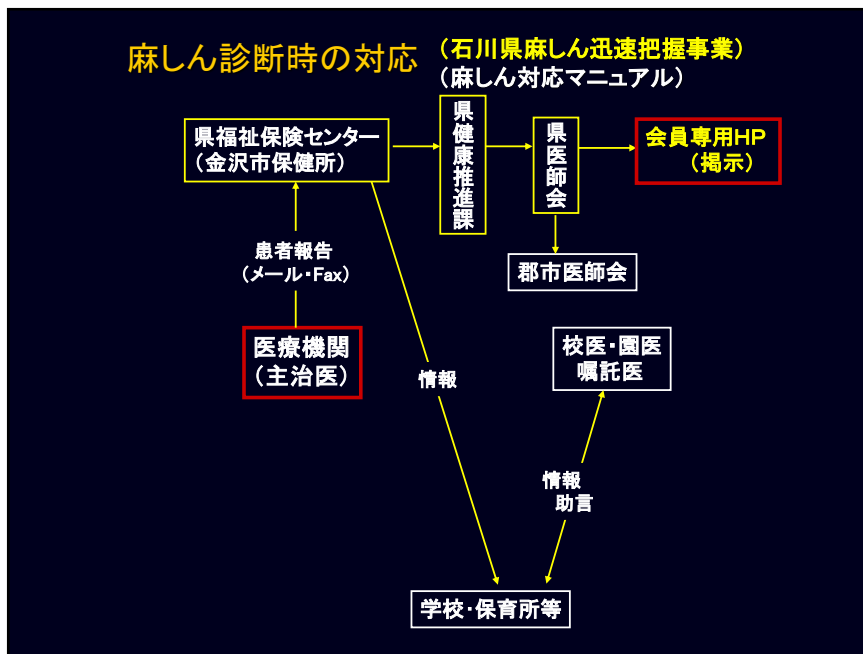 麻しん診断時の対応
(石川県麻しん迅速把握事業)
(麻しん対応マニュアル)
県福祉保険センター
(金沢市保健所)
県健康推進課
県医師会
会員専用HP
(掲示)
郡市医師会
患者報告
(メール・Fax)
医療機関
(主治医)
情報
校医・園医
嘱託医
情報
助言
学校・保育所等